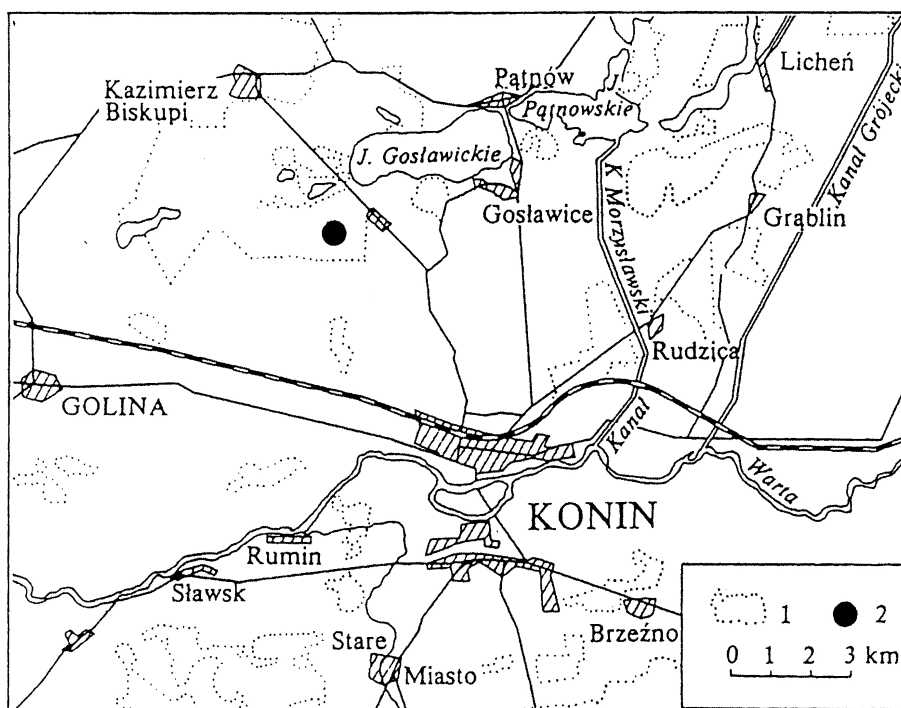 Kazimierz
Biskupi
Pątnów
J.
Pątnowskie
Licheń
J. Gosławickie
Gosławice
K Morzysławski
Kanał Grójecki
Grąblin
Rudzica
GOLINA
Kanał
Warta
KONIN
Rumin
Sławsk
Brzeźno
Stare
Miasto
1
2
0 1 2 3 km